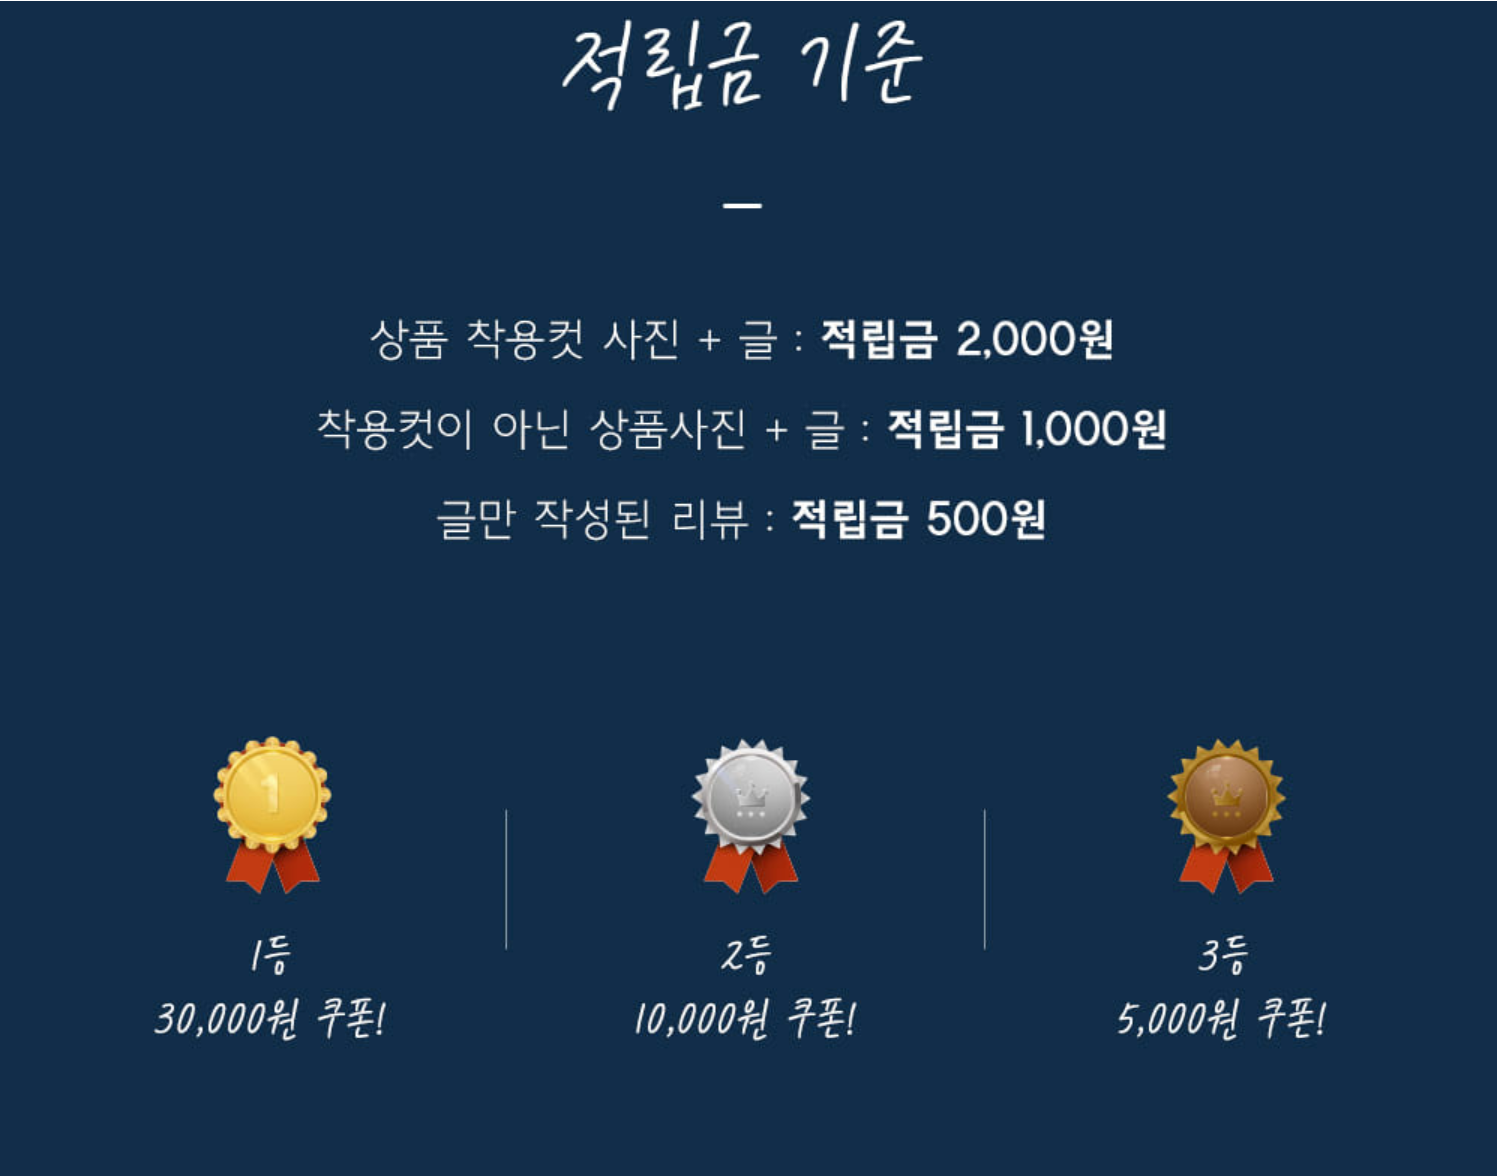 적립금 기준
상품 착용컷 사진 + 글 : 적립금 2,000원
착용컷이 아닌 상품사진 + 글 : 적립금 1,000원
글만 작성된 리뷰 : 적립금 500원
1
1등
30,000원 쿠폰!
2등
10,000원 쿠폰!
3등
5,000원 쿠폰!